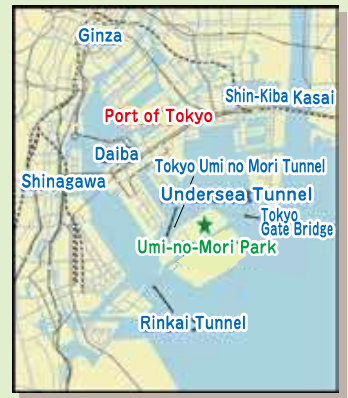 Ginza
Shin-Kiba Kasai
Port of Tokyo
Daiba
Tokyo Umi no Mori Tunnel
Shinagawa
Undersea Tunnel
Tokyo
Gate Bridge
Umi-no-Mori Park
Rinkai Tunnel